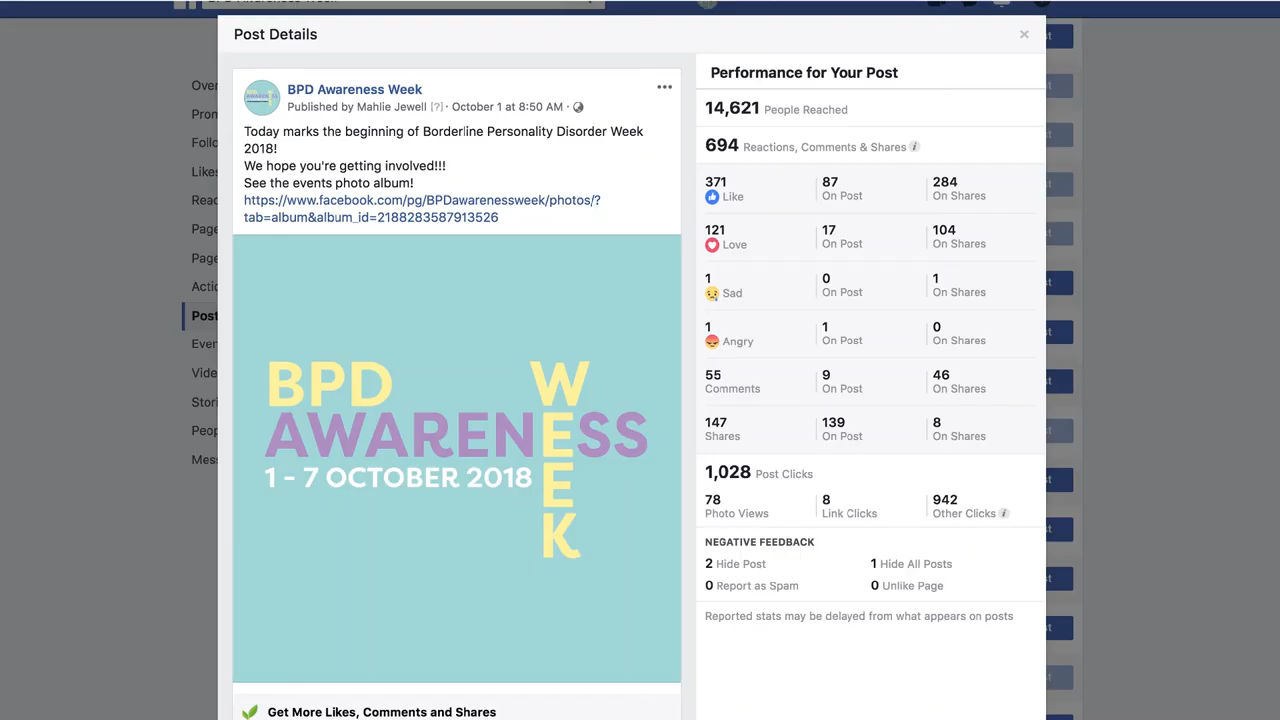 Post Details
BPD Awareness Week
Published by Mahlie Jewell [?] · October 1 at 8:50 AM ·
Today marks the beginning of Borderline Personality Disorder Week
2018!
We hope you're getting involved!!!
See the events photo album!
https://www.facebook.com/pg/BPDawarenessweek/photos/?
tab=album&album_id=2188283587913526
BPD
AWARENESS
WEEK
1 - 7 OCTOBER 2018
Get More Likes, Comments and Shares
Performance for Your Post
14,621 People Reached
694 Reactions, Comments & Shares
371 87 284
Like On Post On Shares
121 17 104
Love On Post On Shares
1 0 1
Sad On Post On Shares
1 1 0
Angry On Post On Shares
55 9 46
Comments On Post On Shares
147 139 8
Shares On Post On Shares
1,028 Post Clicks
78 8 942
Photo Views Link Clicks Other Clicks
NEGATIVE FEEDBACK
2 Hide Post 1 Hide All Posts
0 Report as Spam 0 Unlike Page
Reported stats may be delayed from what appears on posts